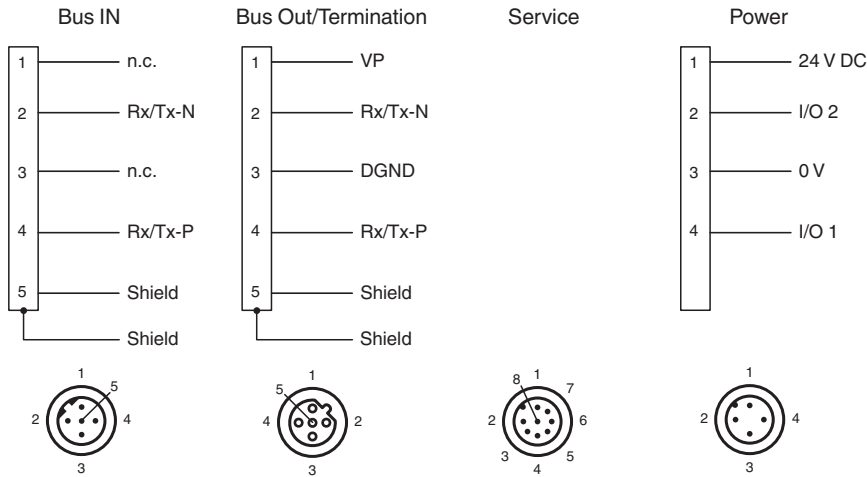 Bus IN Bus Out/Termination Service Power
1 n.c. 1 VP 1 24 V DC
2 Rx/Tx-N 2 Rx/Tx-N 2 I/O 2
3 n.c. 3 DGND 3 0 V
4 Rx/Tx-P 4 Rx/Tx-P 4 I/O 1
5 Shield 5 Shield
Shield Shield
1 1 8 1 7 1
5 5
2 4 4 2 2 6 2 4
3 5
3 3 4 3